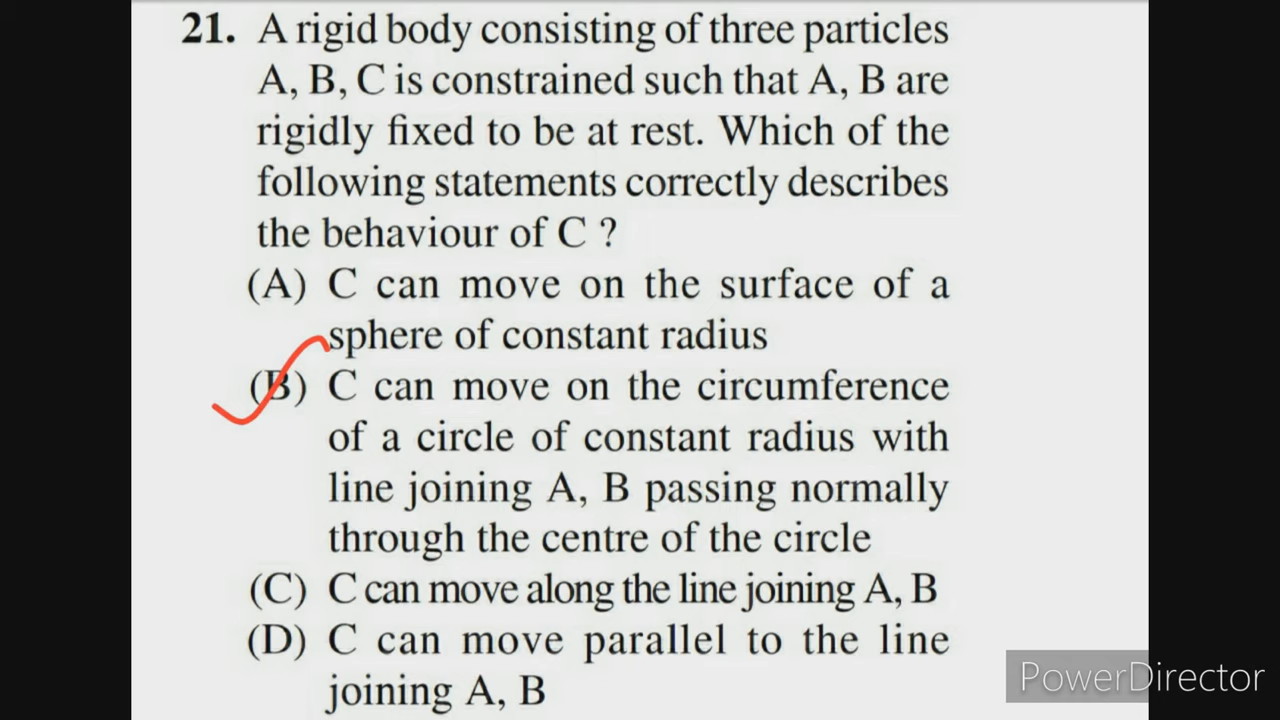 21. A rigid body consisting of three particles
A, B, C is constrained such that A, B are
rigidly fixed to be at rest. Which of the
following statements correctly describes
the behaviour of C ?
(A) C can move on the surface of a
sphere of constant radius
(B) C can move on the circumference
of a circle of constant radius with
line joining A, B passing normally
through the centre of the circle
(C) C can move along the line joining A, B
(D) C can move parallel to the line
joining A, B
PowerDirector